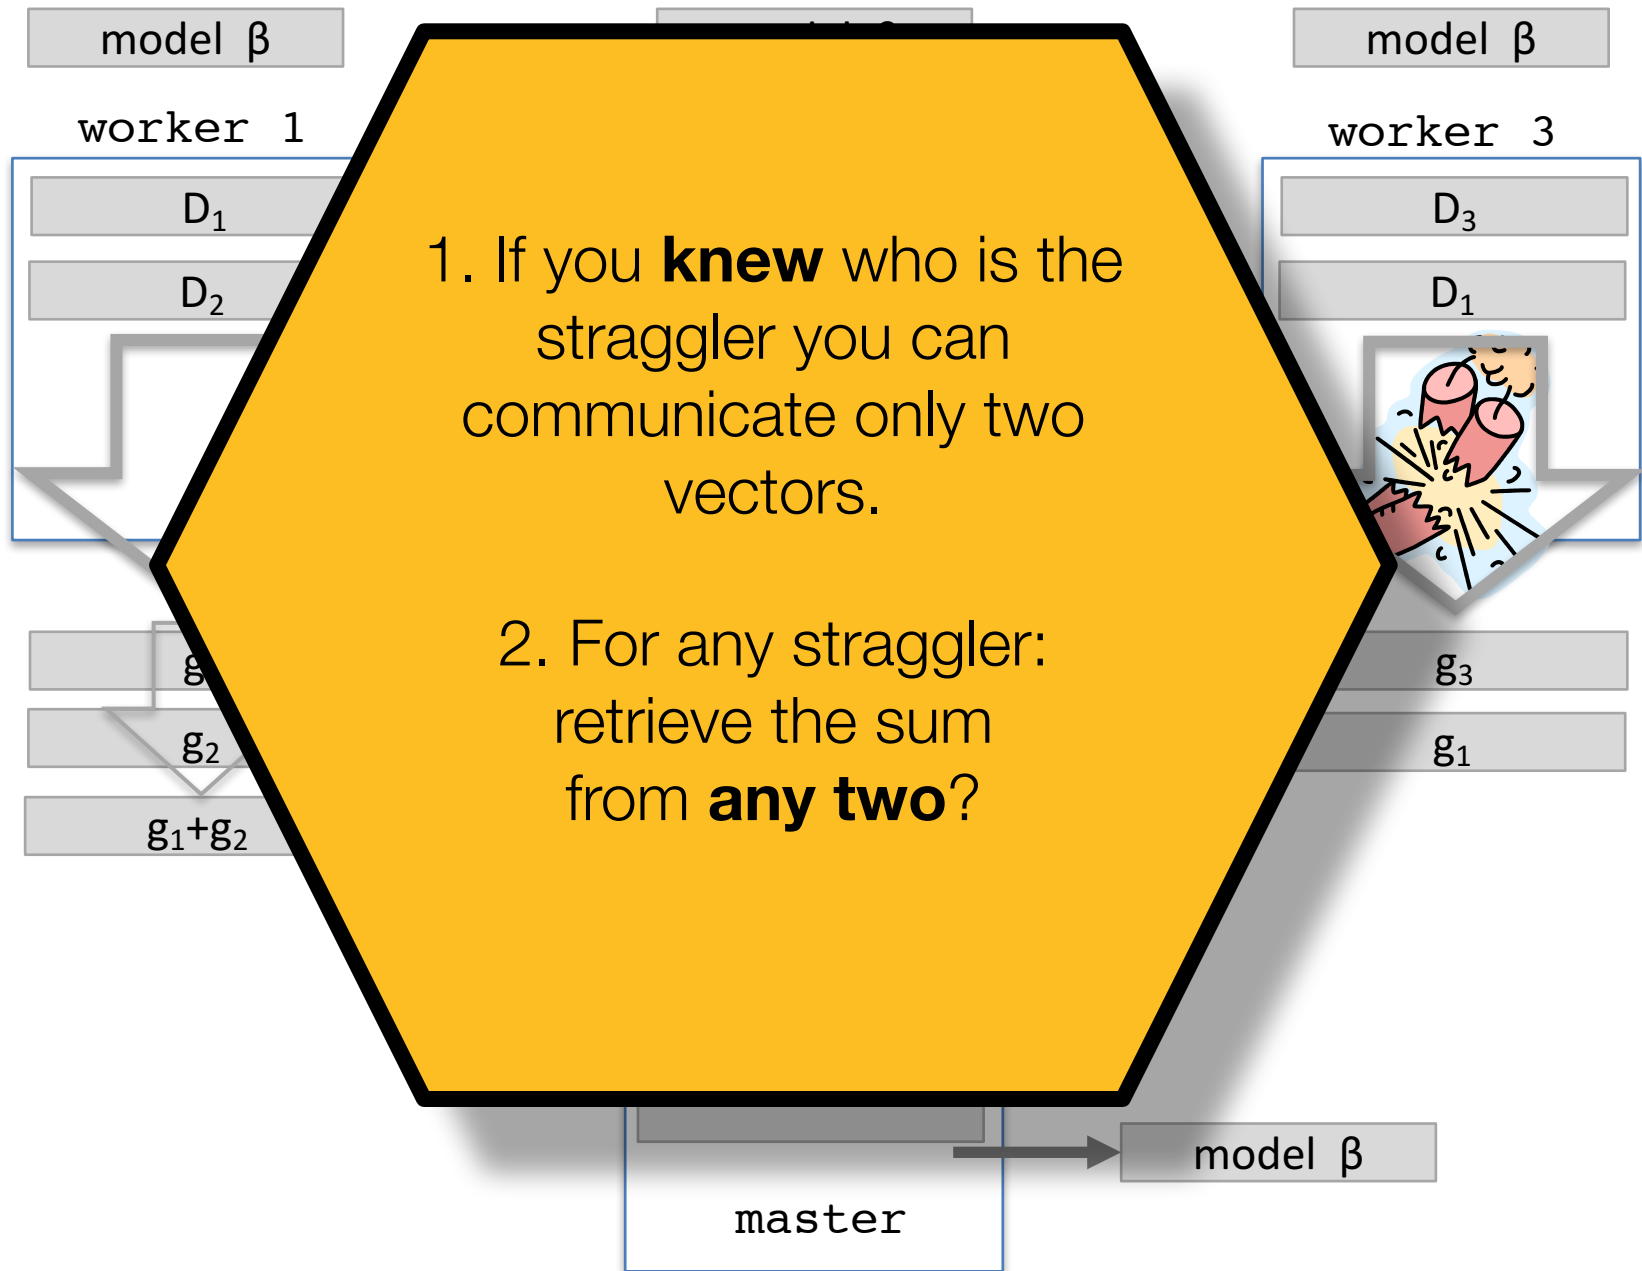 model β
model β
worker 1
worker 3
D₁
D₃
D₂
D₁
1. If you knew who is the
straggler you can
communicate only two
vectors.
2. For any straggler:
retrieve the sum
from any two?
g₃
g₂
g₁
g₁+g₂
model β
master